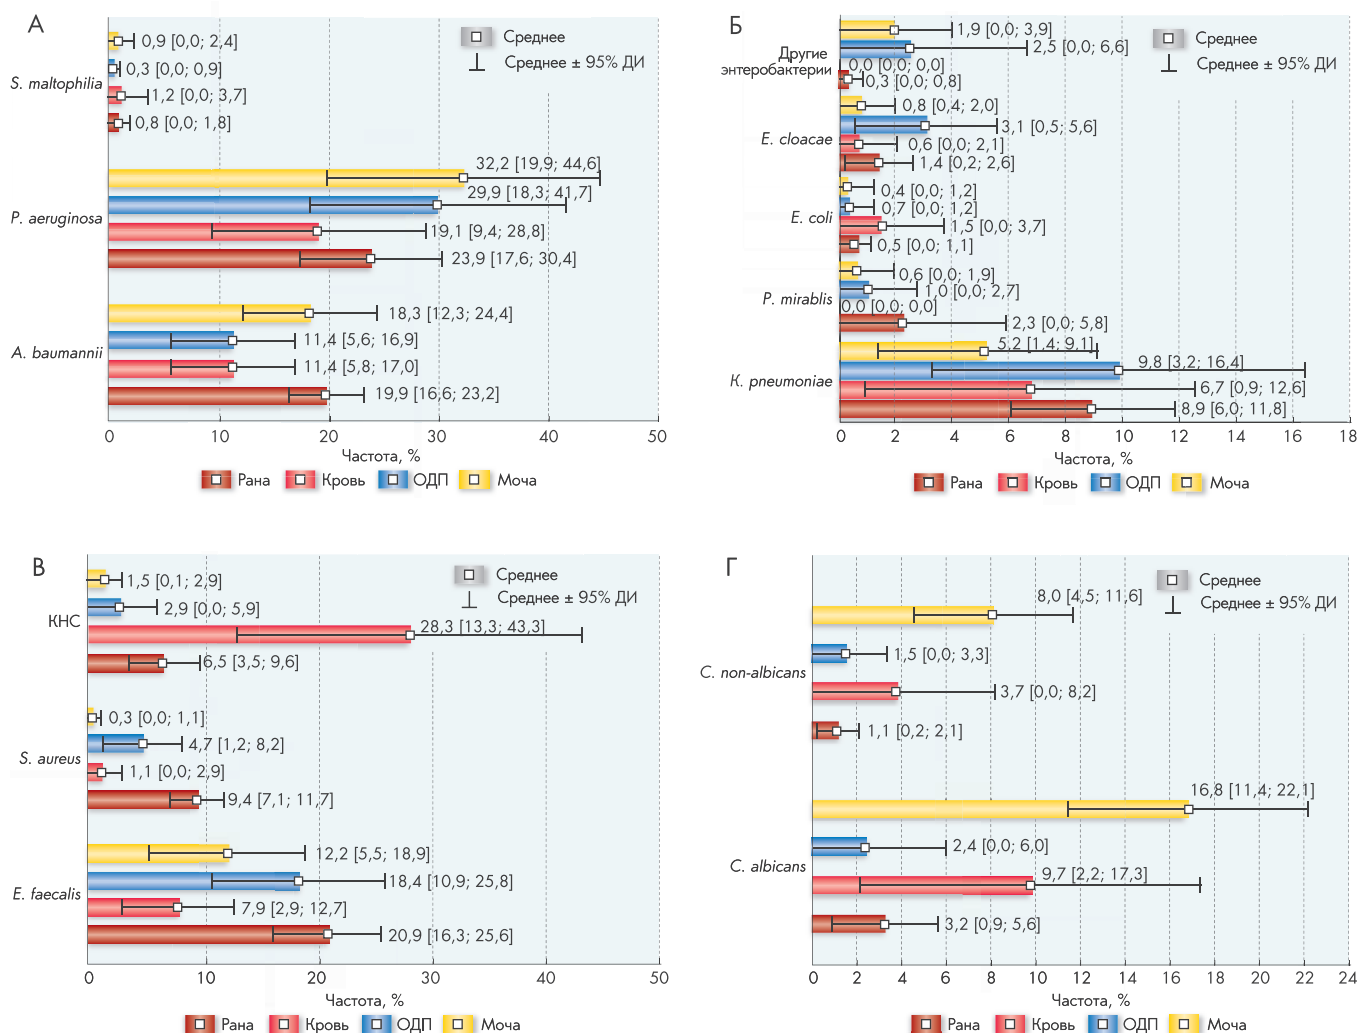 А
Среднее
Среднее ± 95% ДИ
S. maltophilia
0,9 [0,0; 2,4]
0,3 [0,0; 0,9]
1,2 [0,0; 3,7]
0,8 [0,0; 1,8]
P. aeruginosa
32,2 [19,9; 44,6]
29,9 [18,3; 41,7]
19,1 [9,4; 28,8]
23,9 [17,6; 30,4]
A. baumannii
18,3 [12,3; 24,4]
11,4 [5,6; 16,9]
11,4 [5,8; 17,0]
19,9 [16,6; 23,2]
0 10 20 30 40 50
Частота, %
Рана Кровь ОДП Моча
Б
Среднее
Среднее ± 95% ДИ
Другие
энтеробактерии
1,9 [0,0; 3,9]
2,5 [0,0; 6,6]
0,0 [0,0; 0,0]
0,3 [0,0; 0,8]
E. cloacae
0,8 [0,4; 2,0]
3,1 [0,5; 5,6]
0,6 [0,0; 2,1]
1,4 [0,2; 2,6]
E. coli
0,4 [0,0; 1,2]
0,7 [0,0; 1,2]
1,5 [0,0; 3,7]
0,5 [0,0; 1,1]
P. mirablis
0,6 [0,0; 1,9]
1,0 [0,0; 2,7]
0,0 [0,0; 0,0]
2,3 [0,0; 5,8]
K. pneumoniae
5,2 [1,4; 9,1]
9,8 [3,2; 16,4]
6,7 [0,9; 12,6]
8,9 [6,0; 11,8]
0 2 4 6 8 10 12 14 16 18
Частота, %
Рана Кровь ОДП Моча
В
Среднее
Среднее ± 95% ДИ
КНС
1,5 [0,1; 2,9]
2,9 [0,0; 5,9]
28,3 [13,3; 43,3]
6,5 [3,5; 9,6]
S. aureus
0,3 [0,0; 1,1]
4,7 [1,2; 8,2]
1,1 [0,0; 2,9]
9,4 [7,1; 11,7]
E. faecalis
12,2 [5,5; 18,9]
18,4 [10,9; 25,8]
7,9 [2,9; 12,7]
20,9 [16,3; 25,6]
0 10 20 30 40 50
Частота, %
Рана Кровь ОДП Моча
Г
Среднее
Среднее ± 95% ДИ
C. non-albicans
8,0 [4,5; 11,6]
1,5 [0,0; 3,3]
3,7 [0,0; 8,2]
1,1 [0,2; 2,1]
C. albicans
16,8 [11,4; 22,1]
2,4 [0,0; 6,0]
9,7 [2,2; 17,3]
3,2 [0,9; 5,6]
0 2 4 6 8 10 12 14 16 18 20 22 24
Частота, %
Рана Кровь ОДП Моча